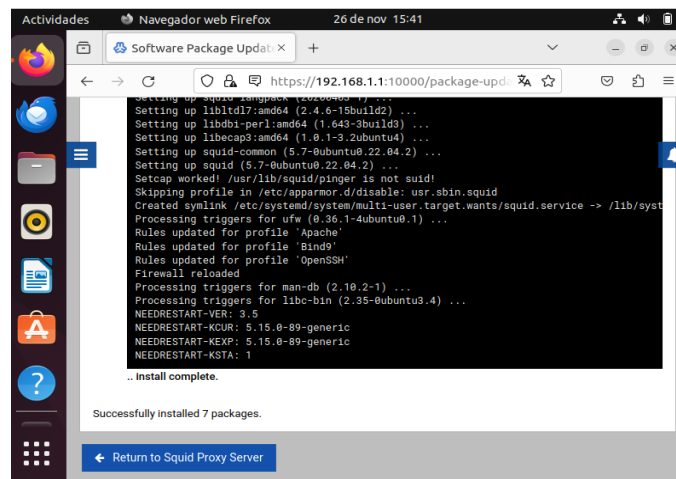 Actividades
Navegador web Firefox
26 de nov 15:41
Software Package Updat
https://192.168.1.1:10000/package-upda
Setting up squid-langpack (20200403-1) ...
Setting up libltdl7:amd64 (2.4.6-15build2) ...
Setting up libdbi-perl:amd64 (1.643-3build3) ...
Setting up libecap3:amd64 (1.0.1-3.2ubuntu4) ...
Setting up squid-common (5.7-0ubuntu0.22.04.2) ...
Setting up squid (5.7-0ubuntu0.22.04.2) ...
Setcap worked! /usr/lib/squid/pinger is not suid!
Skipping profile in /etc/apparmor.d/disable: usr.sbin.squid
Created symlink /etc/systemd/system/multi-user.target.wants/squid.service -> /lib/syst
Processing triggers for ufw (0.36.1-4ubuntu0.1) ...
Rules updated for profile 'Apache'
Rules updated for profile 'Bind9'
Rules updated for profile 'OpenSSH'
Firewall reloaded
Processing triggers for man-db (2.10.2-1) ...
Processing triggers for libc-bin (2.35-0ubuntu3.4) ...
NEEDRESTART-VER: 3.5
NEEDRESTART-KCUR: 5.15.0-89-generic
NEEDRESTART-KEXP: 5.15.0-89-generic
NEEDRESTART-KSTA: 1
.. Install complete.
Successfully installed 7 packages.
Return to Squid Proxy Server